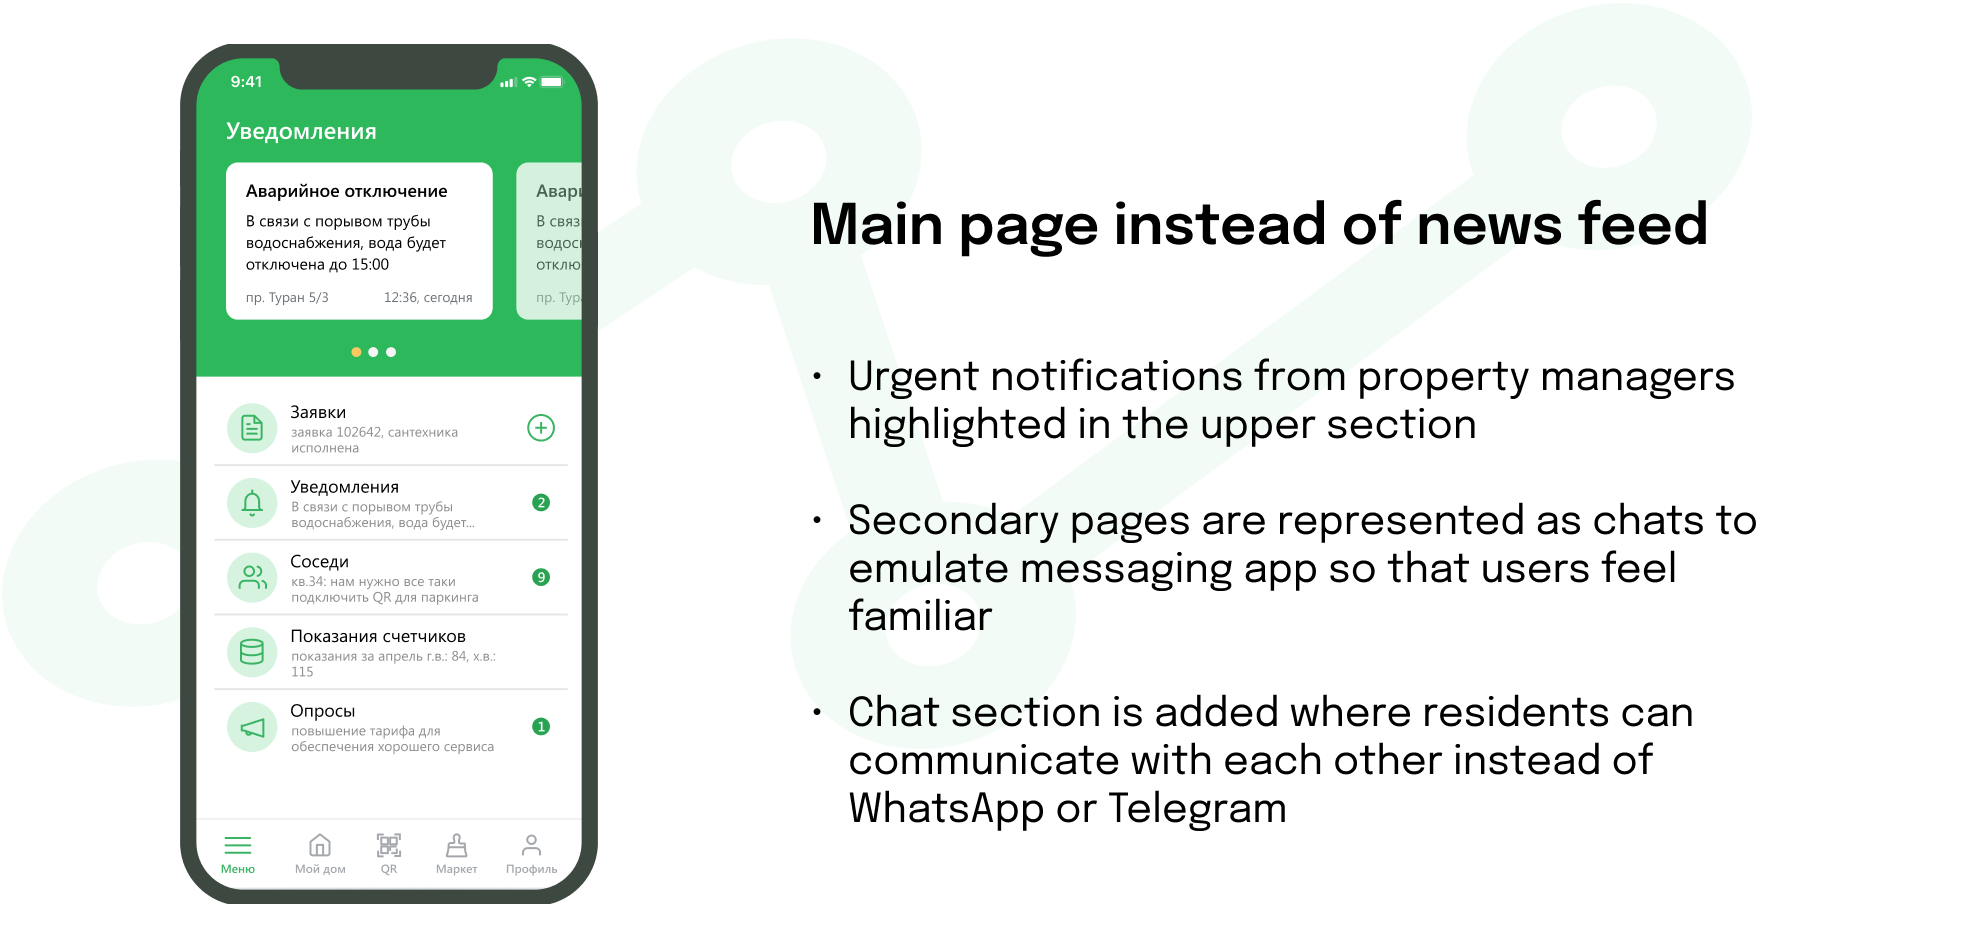 9:41
Уведомления
Аварийное отключение
В связи с порывом трубы
водоснабжения, вода будет
отключена до 15:00
пр. Туран 5/3 12:36, сегодня
Авари
В связ
водос
отклю
пр. Тур
Заявки
заявка 102642, сантехника
исполнена
Уведомления
В связи с порывом трубы
водоснабжения, вода будет...
2
Соседи
кв.34: нам нужно все таки
подключить QR для паркинга
9
Показания счетчиков
показания за апрель г.в.: 84, х.в.:
115
Опросы
повышение тарифа для
обеспечения хорошего сервиса
1
Меню Мой дом QR Маркет Профиль
Main page instead of news feed
• Urgent notifications from property managers
highlighted in the upper section
• Secondary pages are represented as chats to
emulate messaging app so that users feel
familiar
• Chat section is added where residents can
communicate with each other instead of
WhatsApp or Telegram